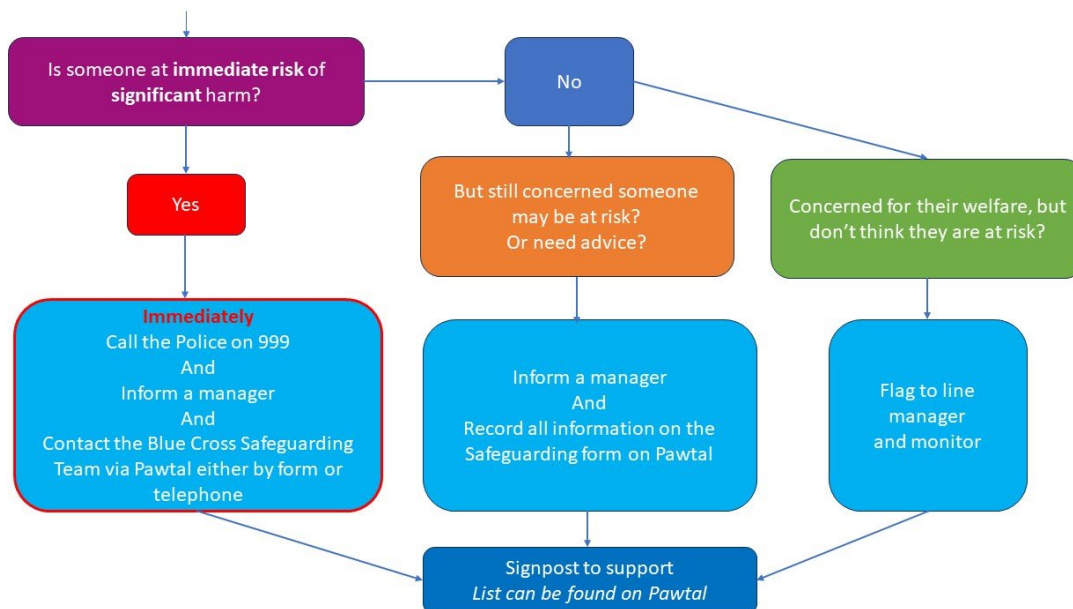 Is someone at immediate risk of
significant harm?
No
Yes
But still concerned someone
may be at risk?
Or need advice?
Concerned for their welfare, but
don’t think they are at risk?
Immediately
Call the Police on 999
And
Inform a manager
And
Contact the Blue Cross Safeguarding
Team via Pawtal either by form or
telephone
Inform a manager
And
Record all information on the
Safeguarding form on Pawtal
Flag to line
manager
and monitor
Signpost to support
List can be found on Pawtal